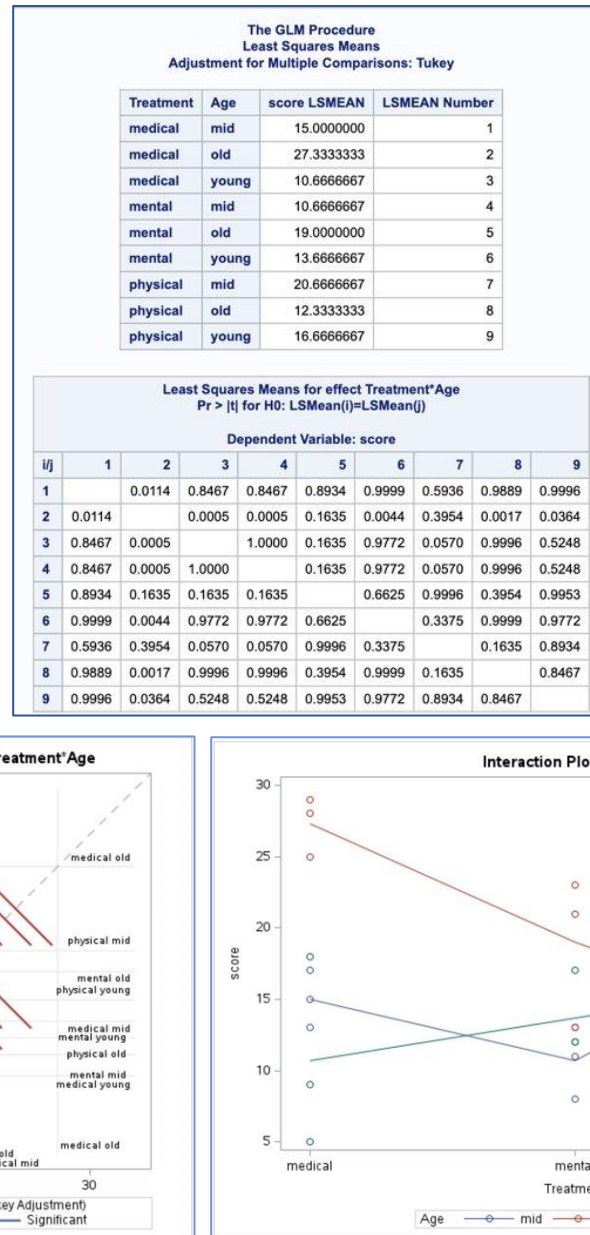 The GLM Procedure
Least Squares Means
Adjustment for Multiple Comparisons: Tukey
Treatment Age score LSMEAN LSMEAN Number
medical mid 15.0000000 1
medical old 27.3333333 2
medical young 10.6666667 3
mental mid 10.6666667 4
mental old 19.0000000 5
mental young 13.6666667 6
physical mid 20.6666667 7
physical old 12.3333333 8
physical young 16.6666667 9
Least Squares Means for effect Treatment*Age
Pr > |t| for H0: LSMean(i)=LSMean(j)
Dependent Variable: score
i/j 1 2 3 4 5 6 7 8 9
1 0.0114 0.8467 0.8467 0.8934 0.9999 0.5936 0.9889 0.9996
2 0.0114 0.0005 0.0005 0.1635 0.0044 0.3954 0.0017 0.0364
3 0.8467 0.0005 1.0000 0.1635 0.9772 0.0570 0.9996 0.5248
4 0.8467 0.0005 1.0000 0.1635 0.9772 0.0570 0.9996 0.5248
5 0.8934 0.1635 0.1635 0.1635 0.6625 0.9996 0.3954 0.9953
6 0.9999 0.0044 0.9772 0.9772 0.6625 0.3375 0.9999 0.9772
7 0.5936 0.3954 0.0570 0.0570 0.9996 0.3375 0.1635 0.8934
8 0.9889 0.0017 0.9996 0.9996 0.3954 0.9999 0.1635 0.8467
9 0.9996 0.0364 0.5248 0.5248 0.9953 0.9772 0.8934 0.8467
reatment*Age
medical old
physical mid
mental old
physical young
medical mid
mental young
physical old
mental mid
medical young
medical old
old
ical mid
30
key Adjustment)
Significant
Interaction Plo
30
25
20
15
10
5
score
medical
menta
Treatme
Age mid